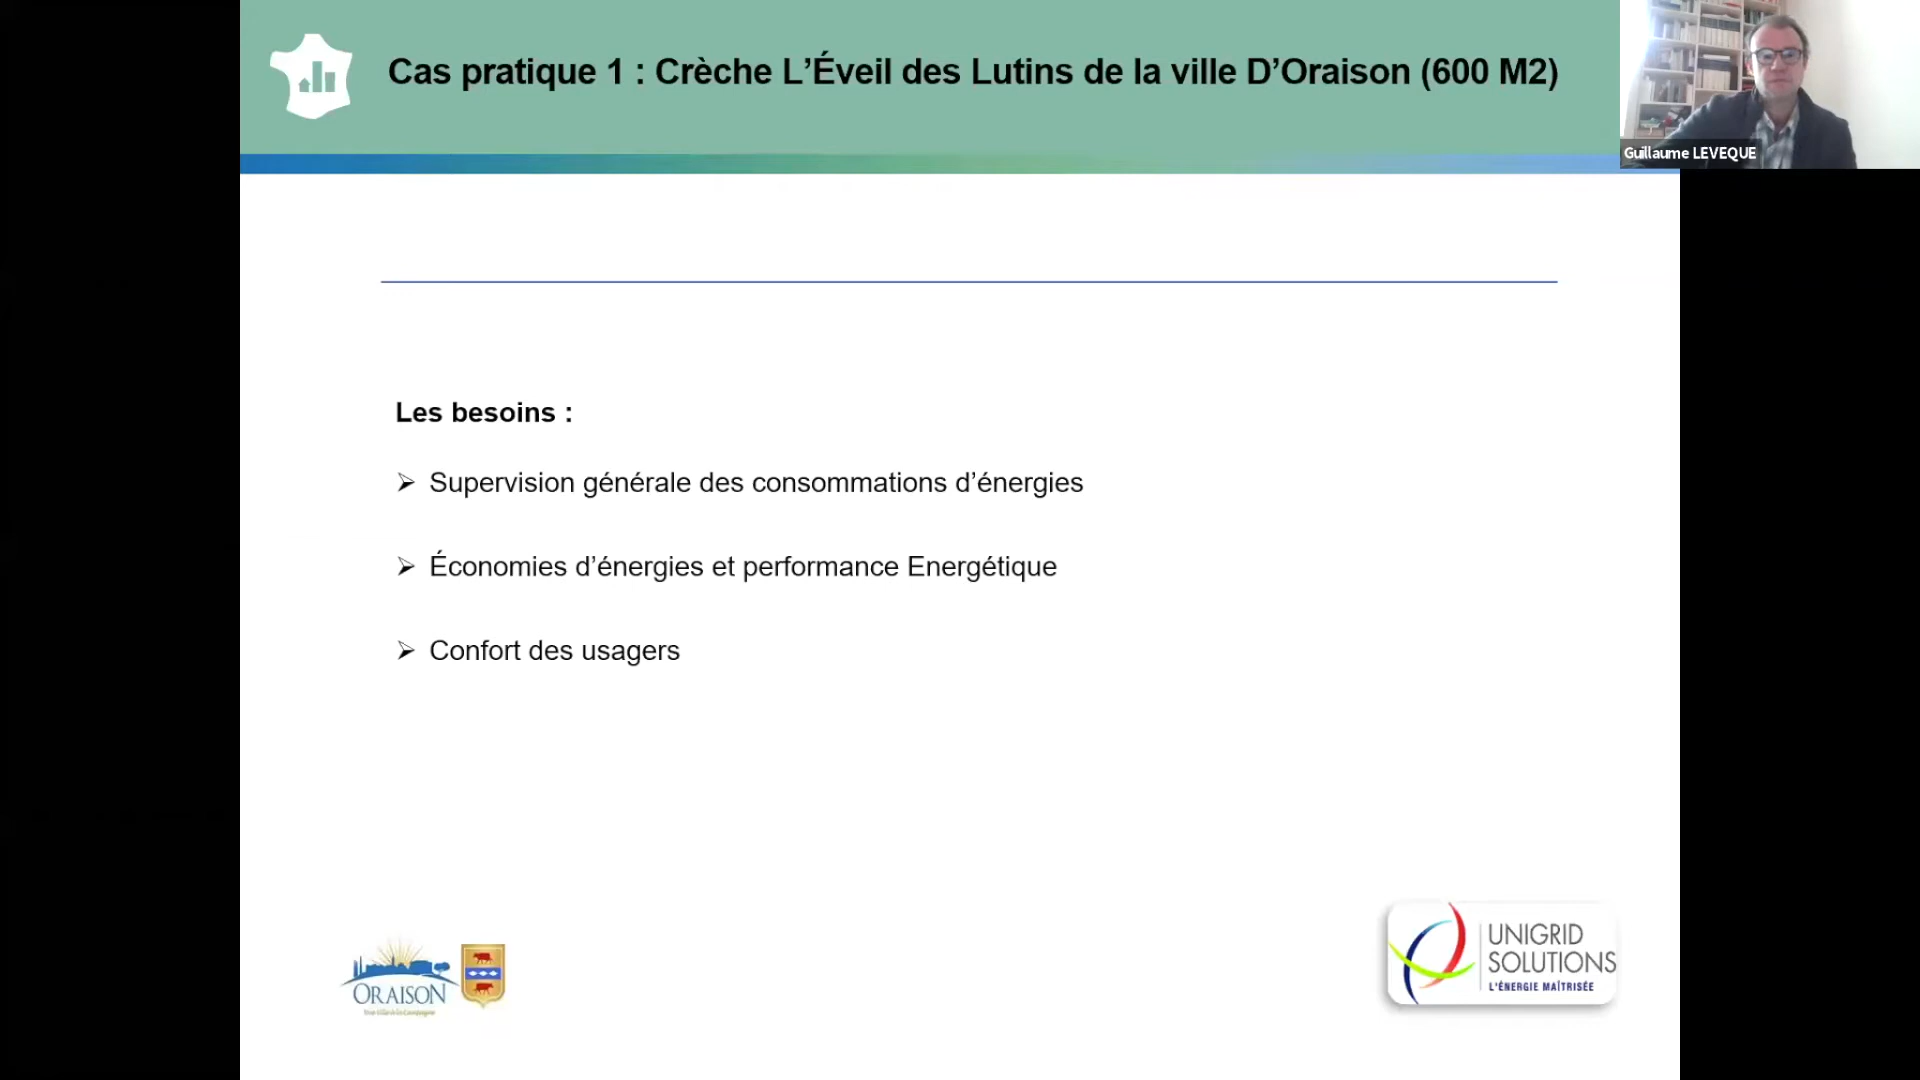 Cas pratique 1 : Crèche L’Éveil des Lutins de la ville D’Oraison (600 M2)
Guillaume LEVEQUE
Les besoins :
Supervision générale des consommations d’énergies
Économies d’énergies et performance Energétique
Confort des usagers
ORAISON
UNIGRID
SOLUTIONS
L'ÉNERGIE MAÎTRISÉE